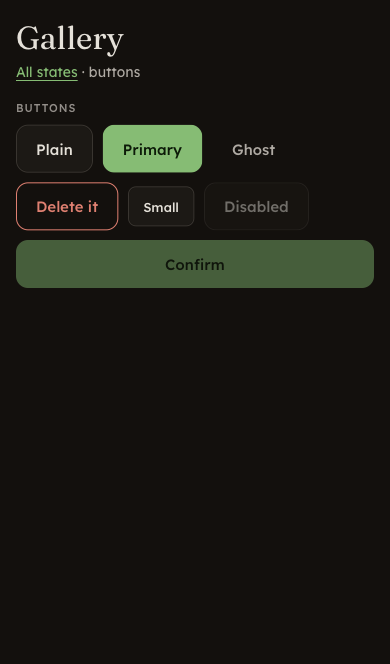 Gallery
All states · buttons
BUTTONS
Plain Primary Ghost
Delete it Small Disabled
Confirm